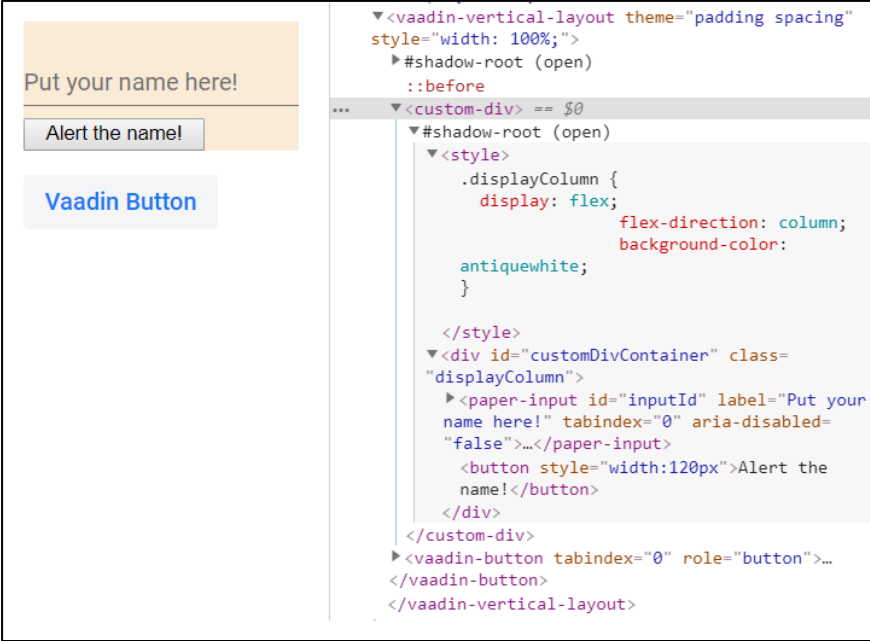 Put your name here!
Alert the name!
Vaadin Button
▼<vaadin-vertical-layout theme="padding spacing"
style="width: 100%;">
▶#shadow-root (open)
::before
... ▼<custom-div> == $0
▼#shadow-root (open)
▼<style>
.displayColumn {
display: flex;
flex-direction: column;
background-color:
antiquewhite;
}
</style>
▼<div id="customDivContainer" class=
"displayColumn">
▶<paper-input id="inputId" label="Put your
name here!" tabindex="0" aria-disabled=
"false">…</paper-input>
<button style="width:120px">Alert the
name!</button>
</div>
</custom-div>
▶<vaadin-button tabindex="0" role="button">…
</vaadin-button>
</vaadin-vertical-layout>